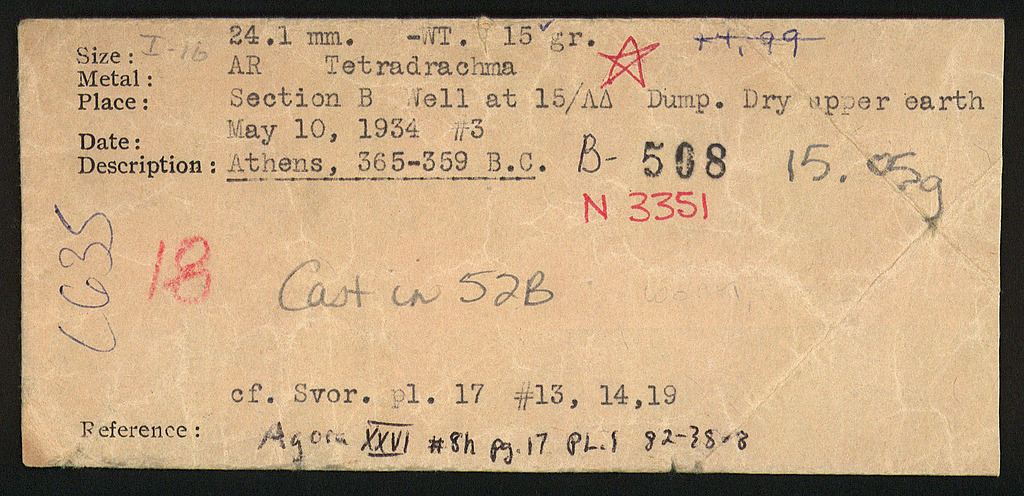 Size: I-16 24.1 mm. -WT. 15 gr. 14.99
Metal: AR Tetradrachma
Place: Section B Well at 15/ΛΔ Dump. Dry upper earth
Date: May 10, 1934 #3
Description: Athens, 365-359 B.C. B- 508 15.05g
N 3351
CG35
18
Cast in 52B
cf. Svor. pl. 17 #13, 14,19
Reference: Agora XXVI #8h pg. 17 PL. 1 82-38-8